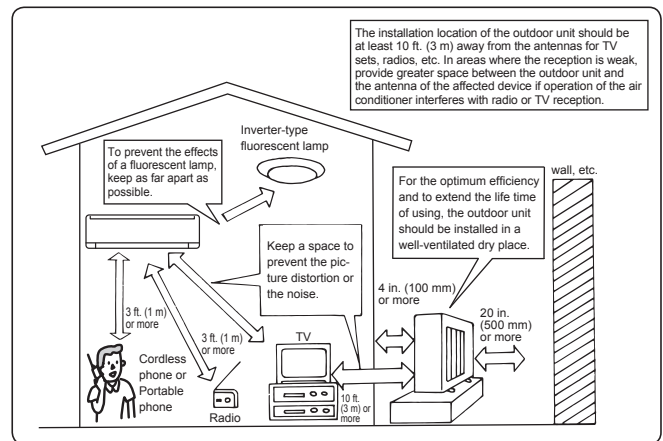 The installation location of the outdoor unit should be
at least 10 ft. (3 m) away from the antennas for TV
sets, radios, etc. In areas where the reception is weak,
provide greater space between the outdoor unit and
the antenna of the affected device if operation of the air
conditioner interferes with radio or TV reception.
Inverter-type
fluorescent lamp
To prevent the effects
of a fluorescent lamp,
keep as far apart as
possible.
wall, etc.
For the optimum efficiency
and to extend the life time
of using, the outdoor unit
should be installed in a
well-ventilated dry place.
Keep a space to
prevent the pic-
ture distortion or
the noise.
4 in. (100 mm)
or more
20 in.
(500 mm)
or more
3 ft. (1 m)
or more
3 ft. (1 m)
or more
TV
Cordless
phone or
Portable
phone
Radio
10 ft.
(3 m) or
more